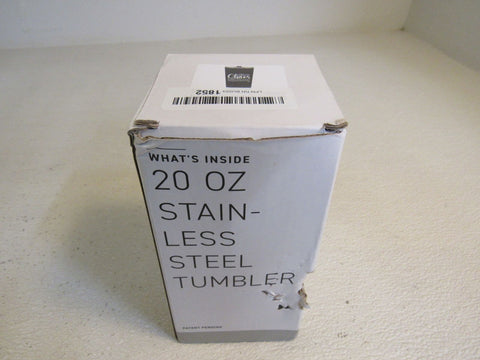 1852
WHAT'S INSIDE
20 OZ
STAIN-
LESS
STEEL
TUMBLER
PATENT PENDING